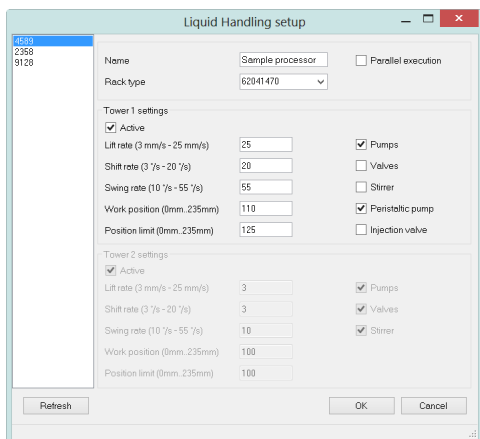 Liquid Handling setup
4589
2358
9128
Name Sample processor Parallel execution
Rack type 62041470
Tower 1 settings
Active
Lift rate (3 mm/s - 25 mm/s) 25 Pumps
Shift rate (3 °/s - 20 °/s) 20 Valves
Swing rate (10 °/s - 55 °/s) 55 Stirrer
Work position (0mm..235mm) 110 Peristaltic pump
Position limit (0mm..235mm) 125 Injection valve
Tower 2 settings
Active
Lift rate (3 mm/s - 25 mm/s) 3 Pumps
Shift rate (3 °/s - 20 °/s) 3 Valves
Swing rate (10 °/s - 55 °/s) 10 Stirrer
Work position (0mm..235mm) 100
Position limit (0mm..235mm) 100
Refresh OK Cancel